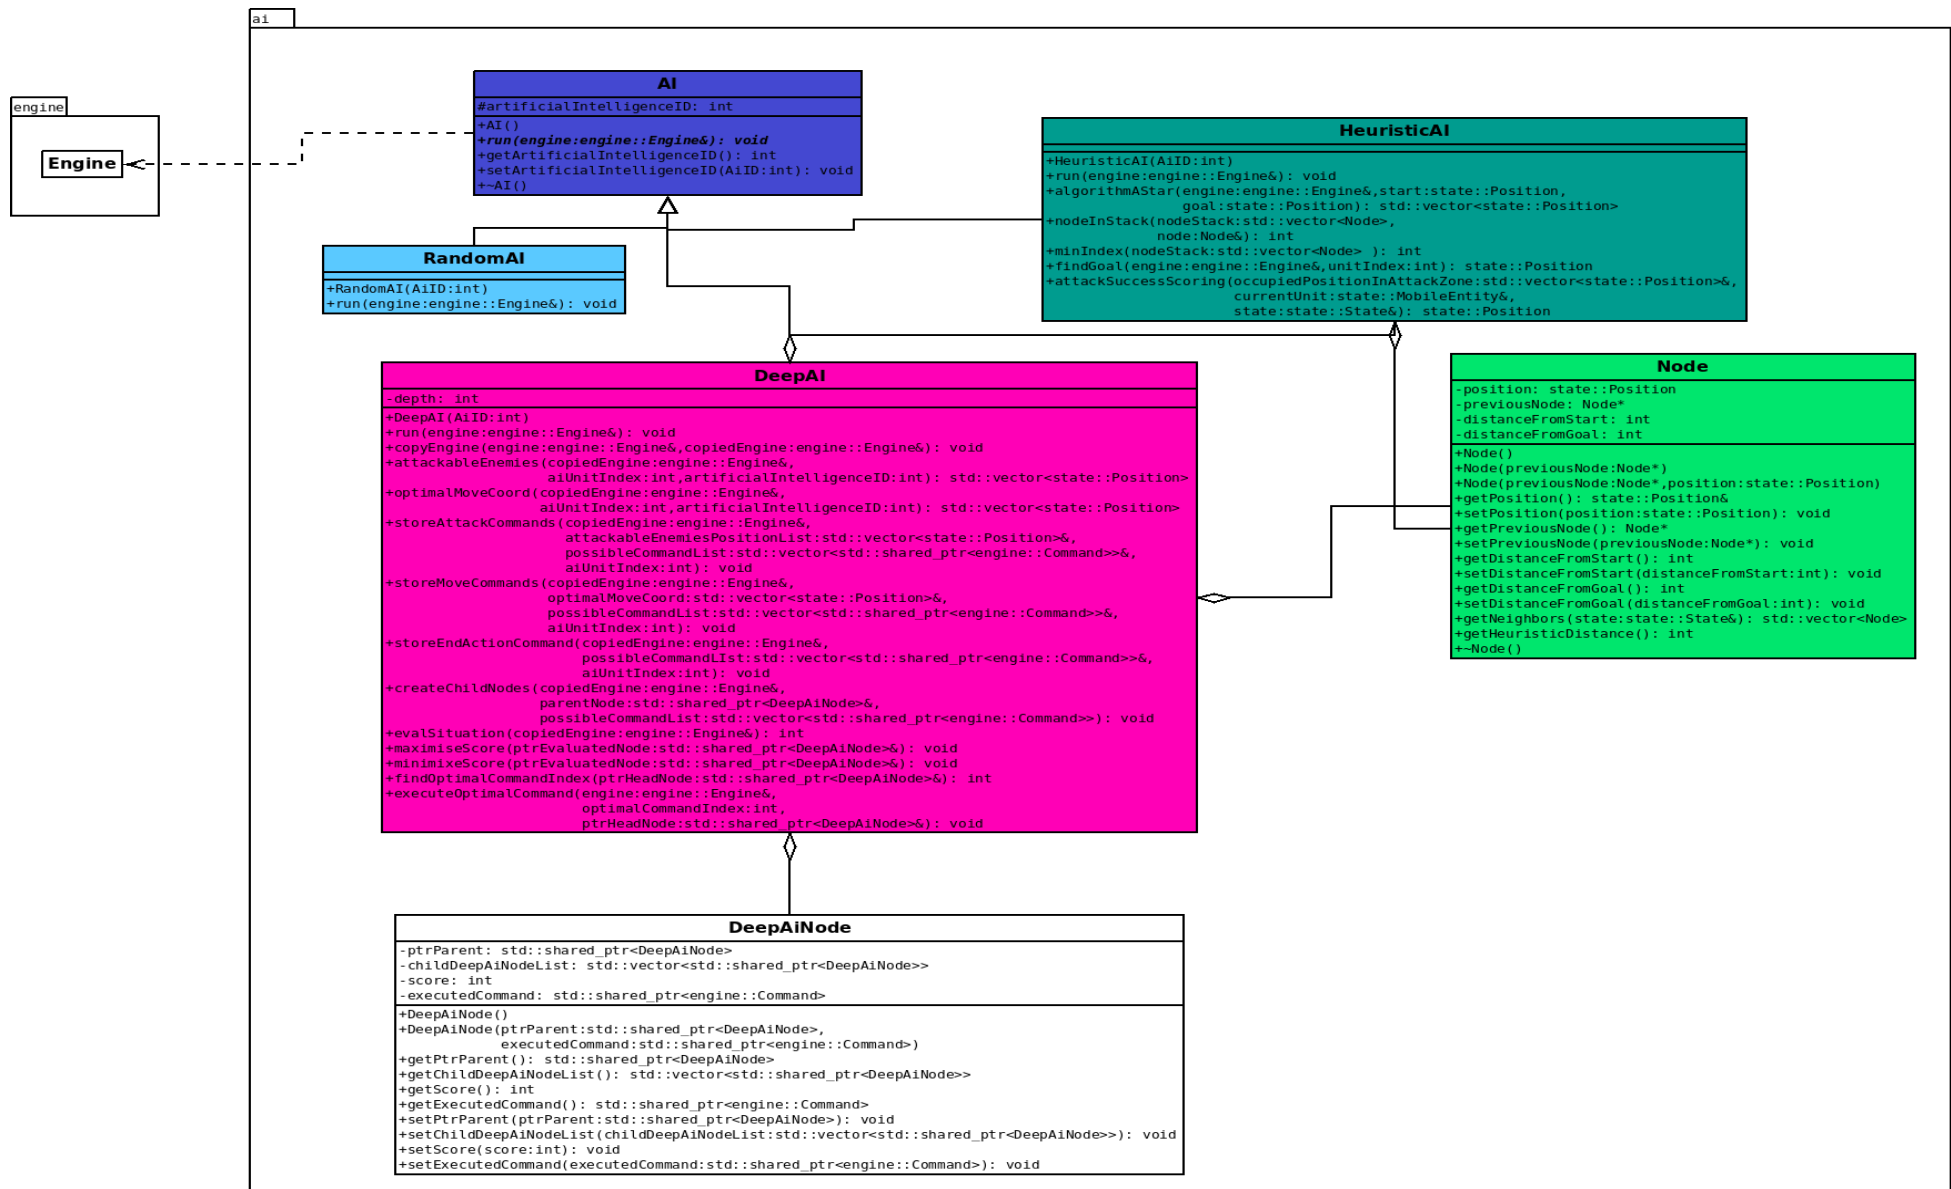 ai
engine
Engine
AI
#artificialIntelligenceID: int
+AI()
+run(engine:engine::Engine&): void
+getArtificialIntelligenceID(): int
+setArtificialIntelligenceID(AiID:int): void
+~AI()
RandomAI
+RandomAI(AiID:int)
+run(engine:engine::Engine&): void
HeuristicAI
+HeuristicAI(AiID:int)
+run(engine:engine::Engine&): void
+algorithmAStar(engine:engine::Engine&,start:state::Position,
goal:state::Position): std::vector<state::Position>
+nodeInStack(nodeStack:std::vector<Node>,
node:Node&): int
+minIndex(nodeStack:std::vector<Node> ): int
+findGoal(engine:engine::Engine&,unitIndex:int): state::Position
+attackSuccessScoring(occupiedPositionInAttackZone:std::vector<state::Position>&,
currentUnit:state::MobileEntity&,
state:state::State&): state::Position
DeepAI
-depth: int
+DeepAI(AiID:int)
+run(engine:engine::Engine&): void
+copyEngine(engine:engine::Engine&,copiedEngine:engine::Engine&): void
+attackableEnemies(copiedEngine:engine::Engine&,
aiUnitIndex:int,artificialIntelligenceID:int): std::vector<state::Position>
+optimalMoveCoord(copiedEngine:engine::Engine&,
aiUnitIndex:int,artificialIntelligenceID:int): std::vector<state::Position>
+storeAttackCommands(copiedEngine:engine::Engine&,
attackableEnemiesPositionList:std::vector<state::Position>&,
possibleCommandList:std::vector<std::shared_ptr<engine::Command>>&,
aiUnitIndex:int): void
+storeMoveCommands(copiedEngine:engine::Engine&,
optimalMoveCoord:std::vector<state::Position>&,
possibleCommandList:std::vector<std::shared_ptr<engine::Command>>&,
aiUnitIndex:int): void
+storeEndActionCommand(copiedEngine:engine::Engine&,
possibleCommandLIst:std::vector<std::shared_ptr<engine::Command>>&,
aiUnitIndex:int): void
+createChildNodes(copiedEngine:engine::Engine&,
parentNode:std::shared_ptr<DeepAiNode>&,
possibleCommandList:std::vector<std::shared_ptr<engine::Command>>): void
+evalSituation(copiedEngine:engine::Engine&): int
+maximiseScore(ptrEvaluatedNode:std::shared_ptr<DeepAiNode>&): void
+minimixeScore(ptrEvaluatedNode:std::shared_ptr<DeepAiNode>&): void
+findOptimalCommandIndex(ptrHeadNode:std::shared_ptr<DeepAiNode>&): int
+executeOptimalCommand(engine:engine::Engine&,
optimalCommandIndex:int,
ptrHeadNode:std::shared_ptr<DeepAiNode>&): void
Node
-position: state::Position
-previousNode: Node*
-distanceFromStart: int
-distanceFromGoal: int
+Node()
+Node(previousNode:Node*)
+Node(previousNode:Node*,position:state::Position)
+getPosition(): state::Position&
+setPosition(position:state::Position): void
+getPreviousNode(): Node*
+setPreviousNode(previousNode:Node*): void
+getDistanceFromStart(): int
+setDistanceFromStart(distanceFromStart:int): void
+getDistanceFromGoal(): int
+setDistanceFromGoal(distanceFromGoal:int): void
+getNeighbors(state:state::State&): std::vector<Node>
+getHeuristicDistance(): int
+~Node()
DeepAiNode
-ptrParent: std::shared_ptr<DeepAiNode>
-childDeepAiNodeList: std::vector<std::shared_ptr<DeepAiNode>>
-score: int
-executedCommand: std::shared_ptr<engine::Command>
+DeepAiNode()
+DeepAiNode(ptrParent:std::shared_ptr<DeepAiNode>,
executedCommand:std::shared_ptr<engine::Command>)
+getPtrParent(): std::shared_ptr<DeepAiNode>
+getChildDeepAiNodeList(): std::vector<std::shared_ptr<DeepAiNode>>
+getScore(): int
+getExecutedCommand(): std::shared_ptr<engine::Command>
+setPtrParent(ptrParent:std::shared_ptr<DeepAiNode>): void
+setChildDeepAiNodeList(childDeepAiNodeList:std::vector<std::shared_ptr<DeepAiNode>>): void
+setScore(score:int): void
+setExecutedCommand(executedCommand:std::shared_ptr<engine::Command>): void